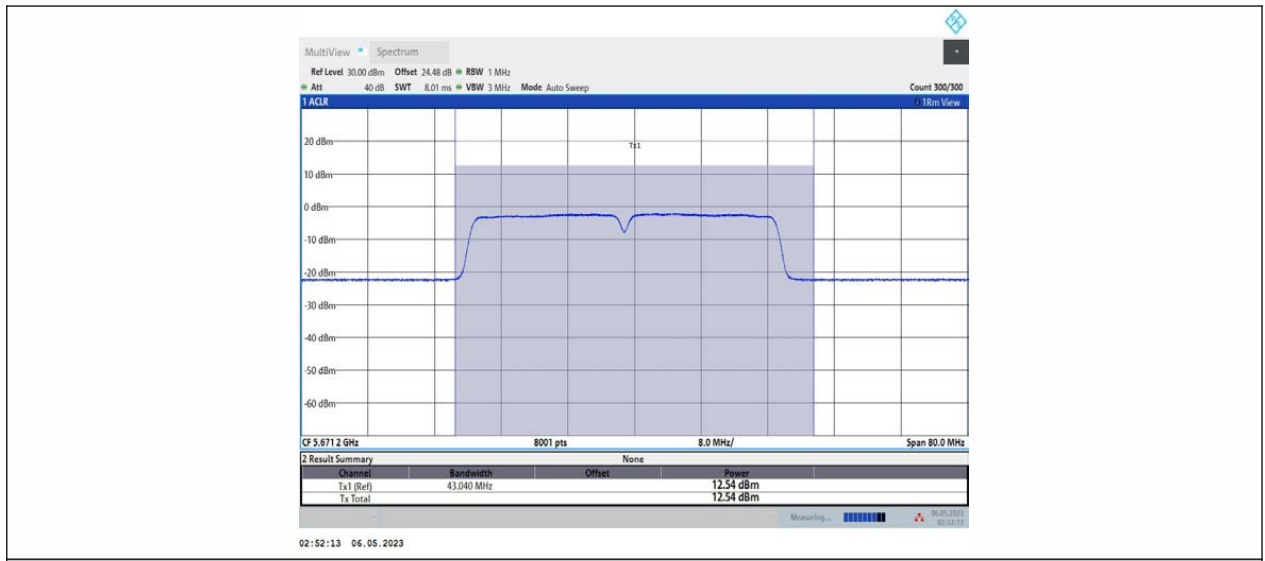 MultiView Spectrum
Ref Level 30.00 dBm Offset 24.48 dB RBW 1 MHz
Att 40 dB SWT 8.01 ms VBW 3 MHz Mode Auto Sweep Count 300/300
1 ACLR 1Rm View
20 dBm
Tx1
10 dBm
0 dBm
-10 dBm
-20 dBm
-30 dBm
-40 dBm
-50 dBm
-60 dBm
CF 5.671 2 GHz 8001 pts 8.0 MHz/ Span 80.0 MHz
2 Result Summary None
Channel Bandwidth Offset Power
Tx1 (Ref) 43.040 MHz 12.54 dBm
Tx Total 12.54 dBm
Measuring... 06.05.2023
02:52:13
02:52:13 06.05.2023